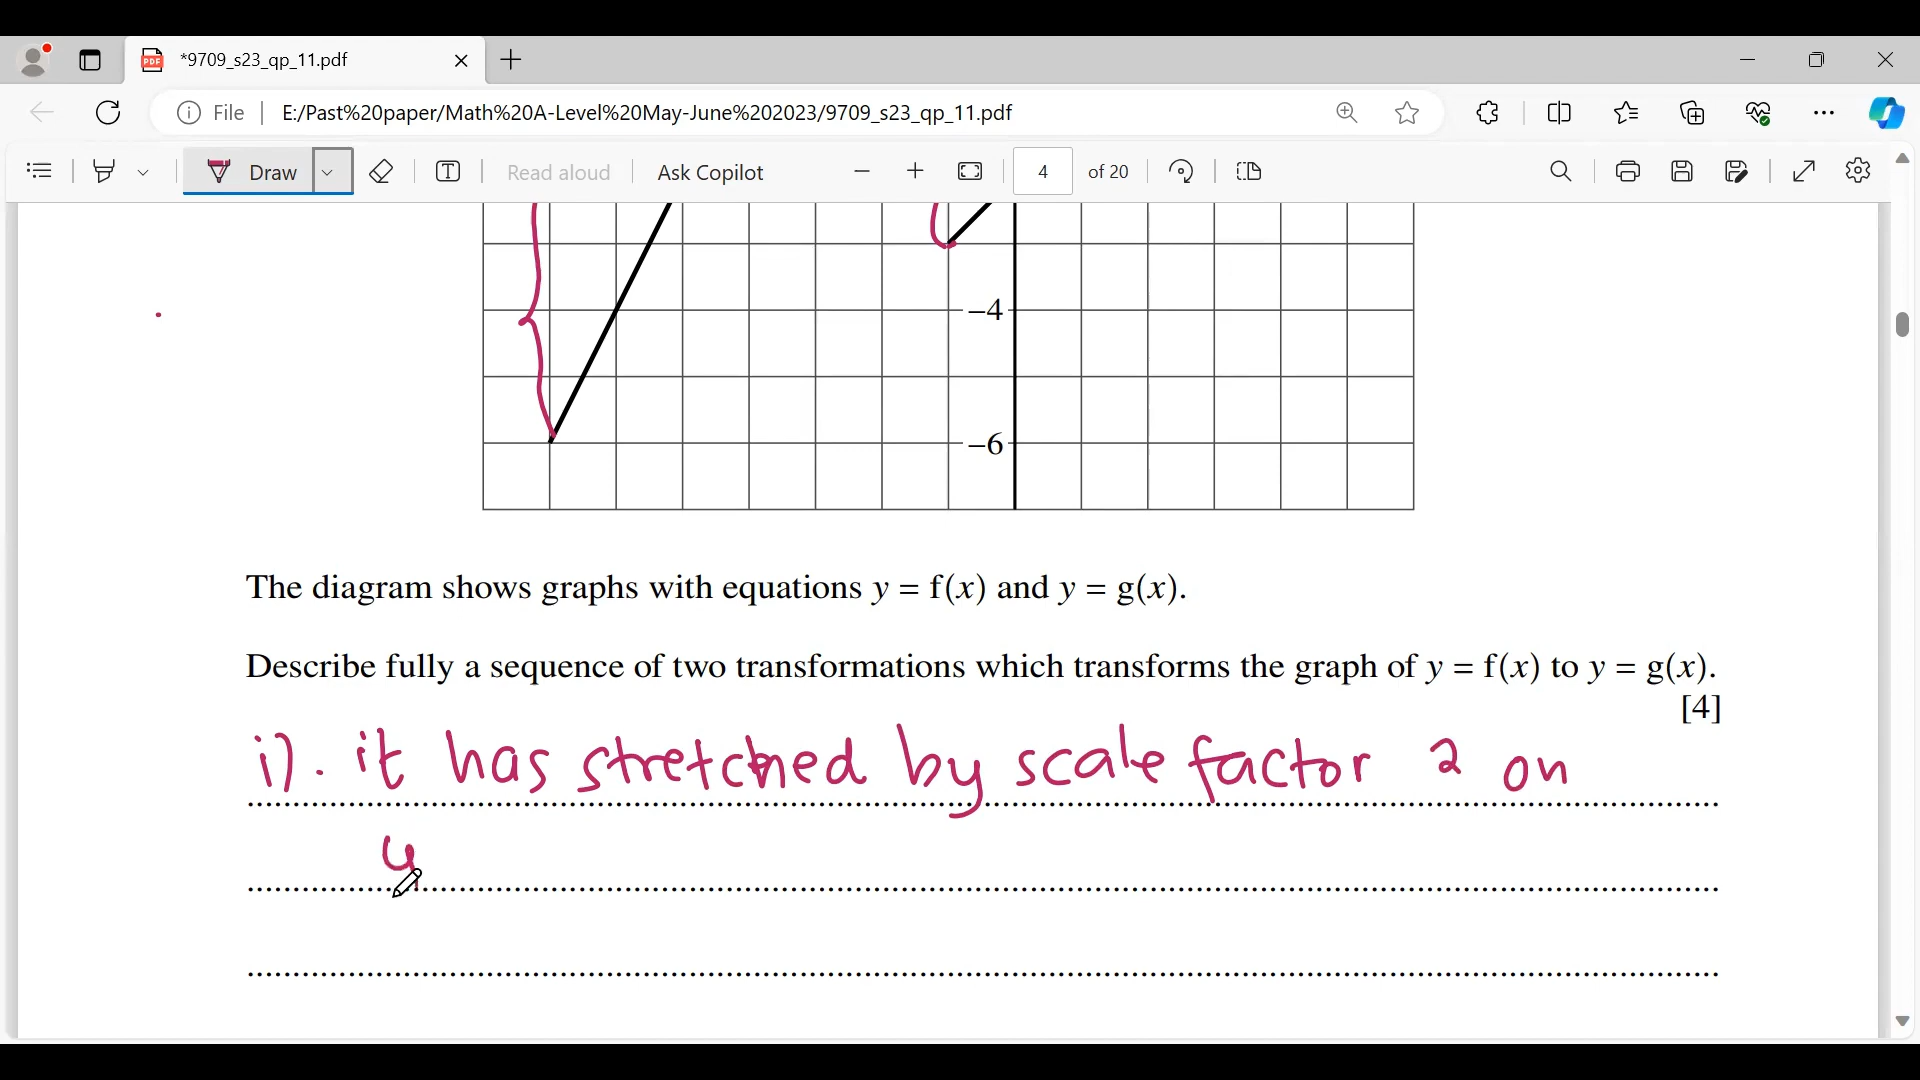 *9709_s23_qp_11.pdf
File E:/Past%20paper/Math%20A-Level%20May-June%202023/9709_s23_qp_11.pdf
Draw Read aloud Ask Copilot 4 of 20
−4
−6
The diagram shows graphs with equations y = f(x) and y = g(x).
Describe fully a sequence of two transformations which transforms the graph of y = f(x) to y = g(x).
[4]
i). it has stretched by scale factor 2 on
y